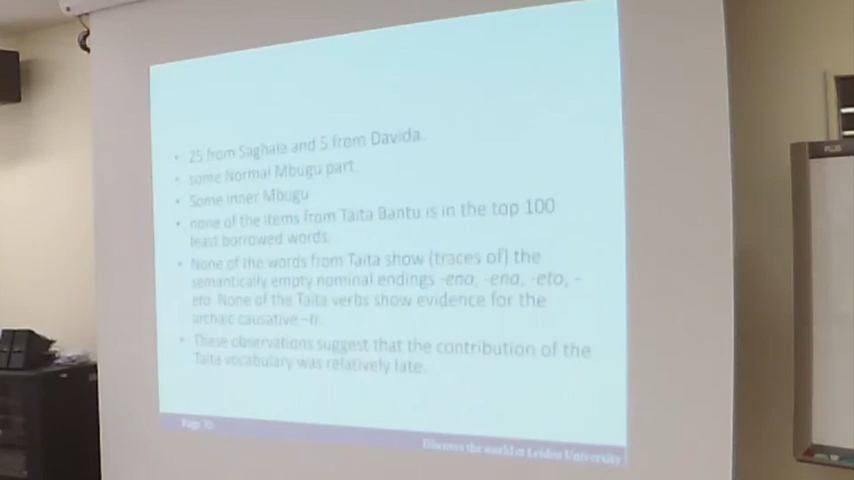 • 25 from Saghala and 5 from Davida.
• some Normal Mbugu part.
• Some inner Mbugu
• none of the items from Taita Bantu is in the top 100
least borrowed words.
• None of the words from Taita show (traces of) the
semantically empty nominal endings -eno, -ena, -eto, -
eta. None of the Taita verbs show evidence for the
archaic causative –ti.
• These observations suggest that the contribution of the
Taita vocabulary was relatively late.
Page 70
Discover the world at Leiden University
PLUS